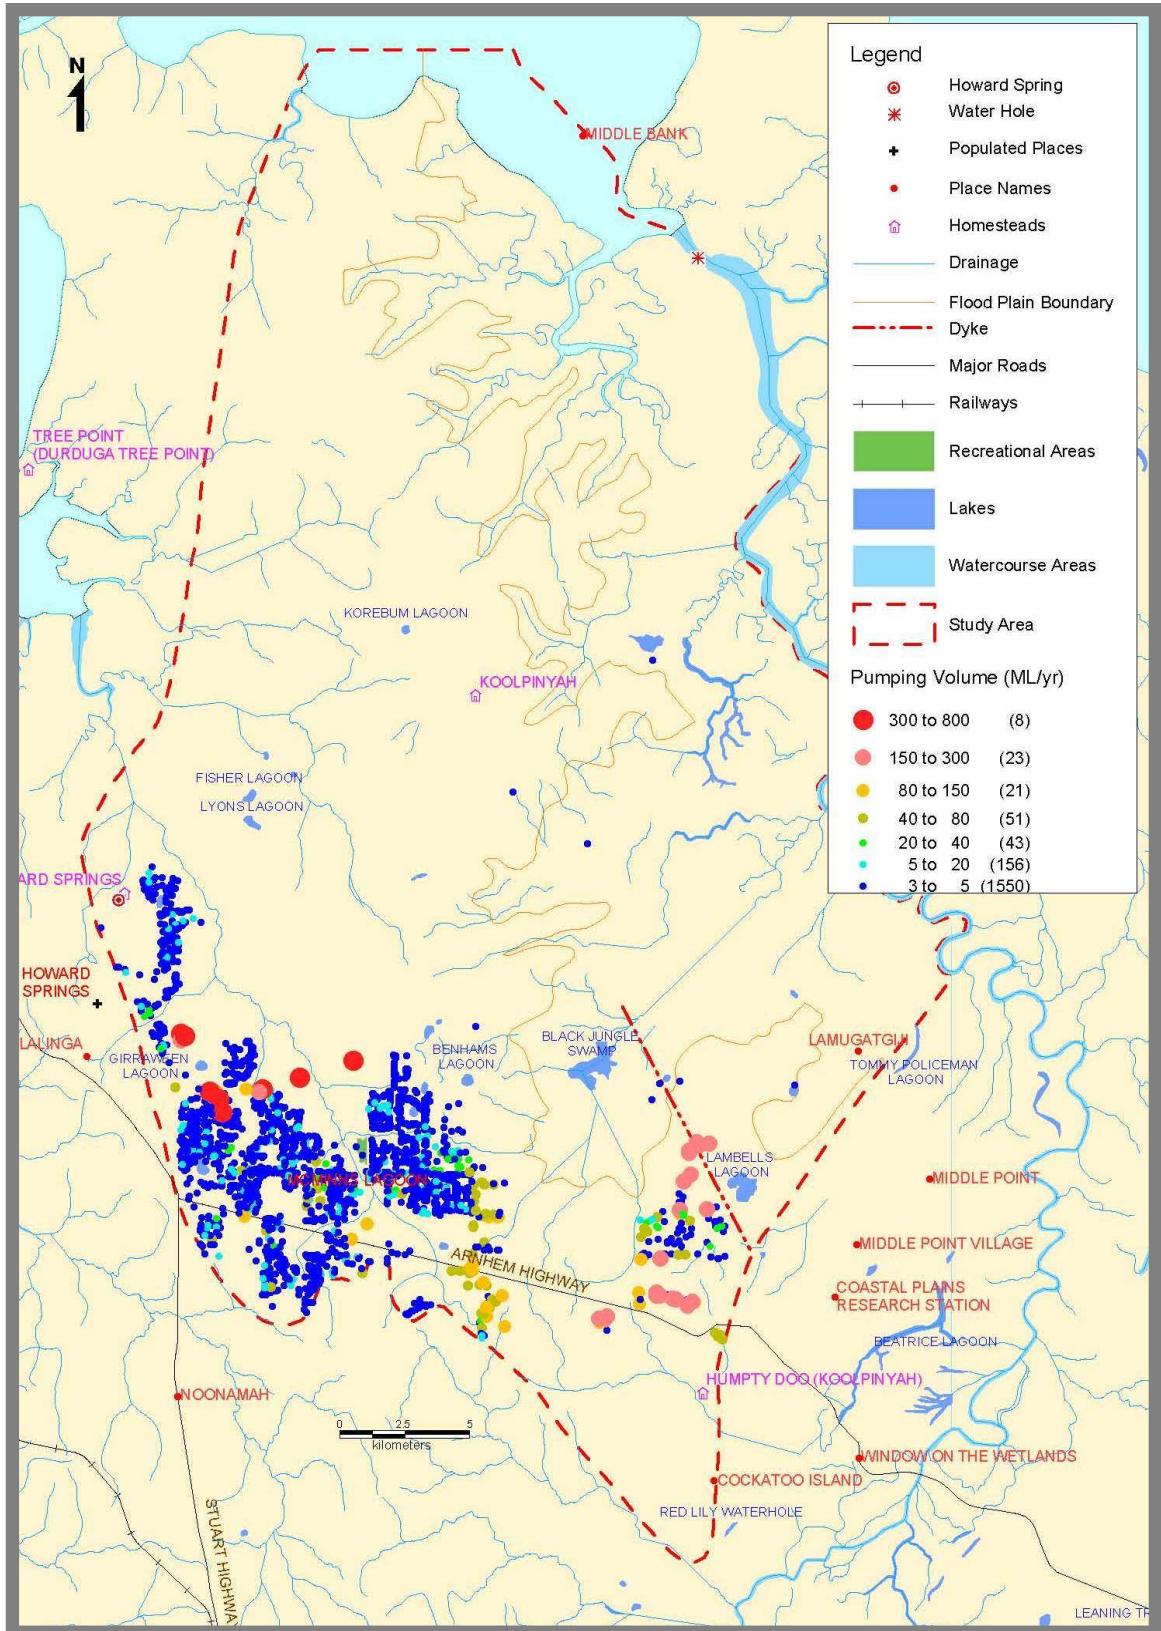 N
MIDDLE BANK
TREE POINT
(DURDUGA TREE POINT)
KOREBUM LAGOON
KOOLPINYAH
FISHER LAGOON
LYONS LAGOON
ARD SPRINGS
HOWARD
SPRINGS
LALINGA
GIRRAWEEN
LAGOON
BENHAMS
LAGOON
BLACK JUNGLE
SWAMP
LAMUGATGIJI
TOMMY POLICEMAN
LAGOON
LAMBELLS
LAGOON
LAGOON
MIDDLE POINT
MIDDLE POINT VILLAGE
ARNHEM HIGHWAY
COASTAL PLAINS
RESEARCH STATION
BEATRICE LAGOON
HUMPTY DOO (KOOLPINYAH)
NOONAMAH
0 2.5 5
kilometers
WINDOW ON THE WETLANDS
COCKATOO ISLAND
RED LILY WATERHOLE
STUART HIGHWAY
LEANING TR
Legend
Howard Spring
Water Hole
Populated Places
Place Names
Homesteads
Drainage
Flood Plain Boundary
Dyke
Major Roads
Railways
Recreational Areas
Lakes
Watercourse Areas
Study Area
Pumping Volume (ML/yr)
300 to 800 (8)
150 to 300 (23)
80 to 150 (21)
40 to 80 (51)
20 to 40 (43)
5 to 20 (156)
3 to 5 (1550)